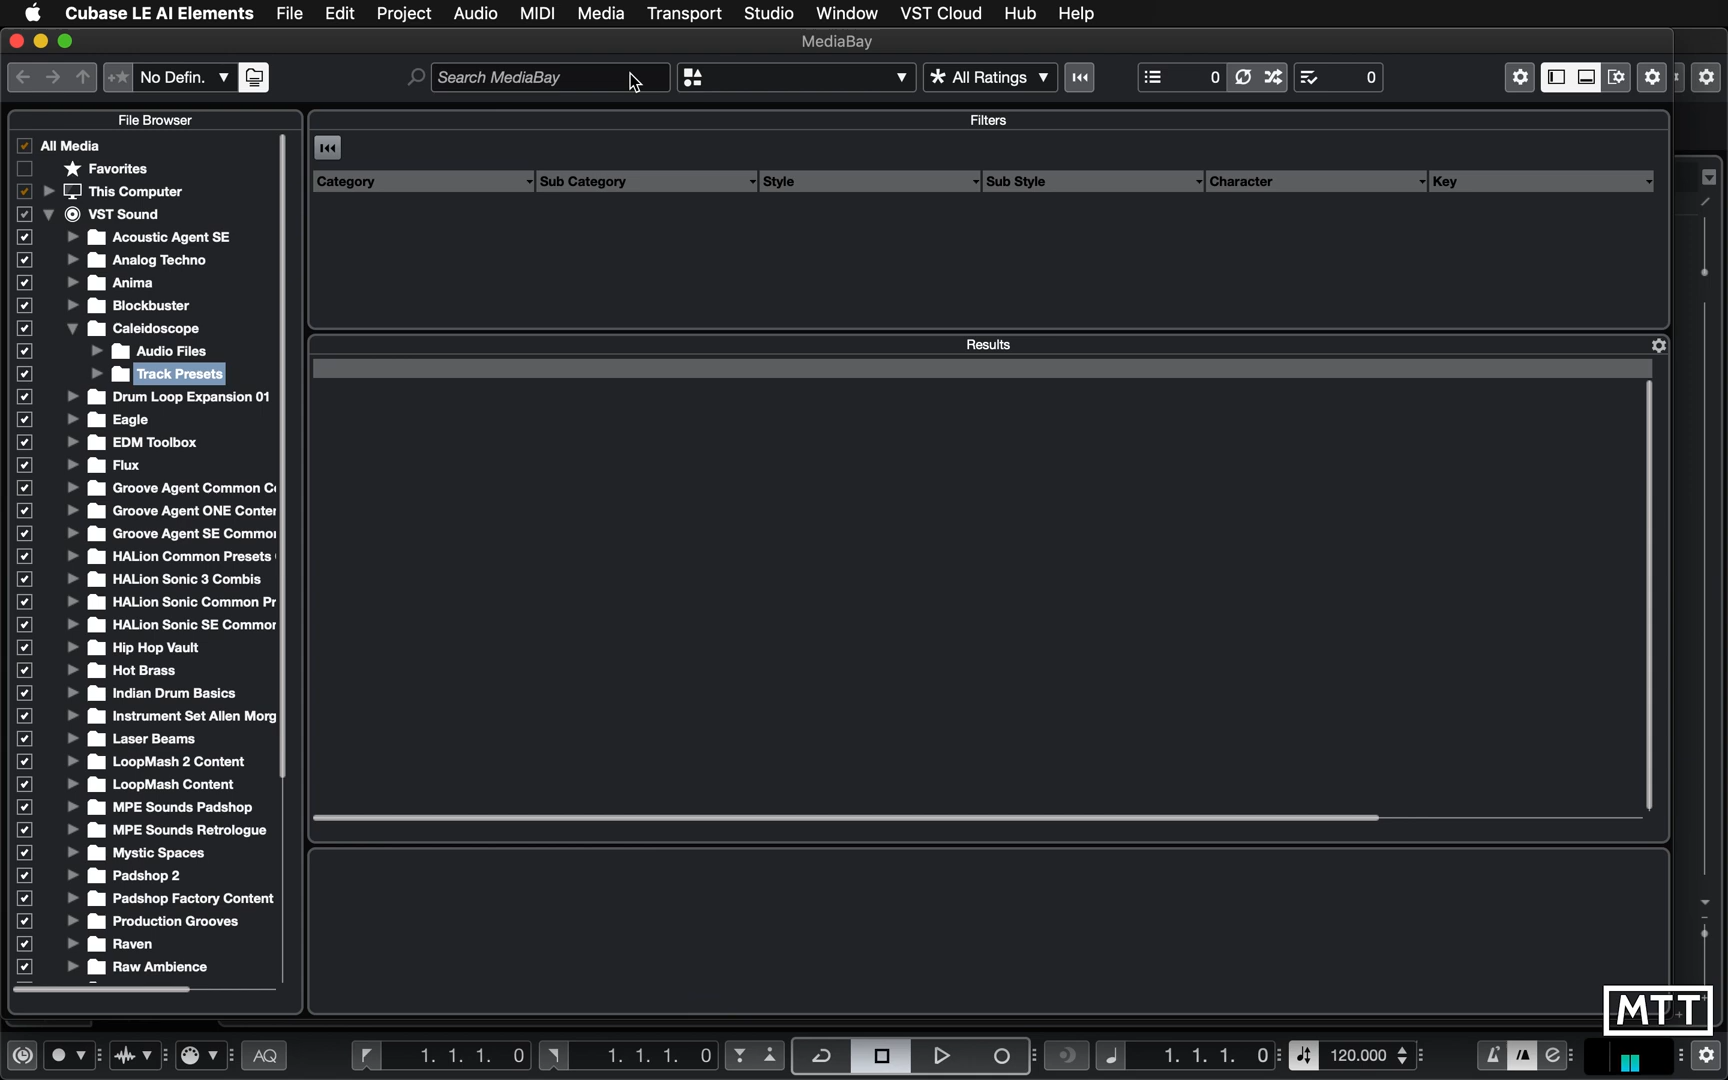 Cubase LE AI Elements File Edit Project Audio MIDI Media Transport Studio Window VST Cloud Hub Help
MediaBay
No Defin. Search MediaBay All Ratings 0 0
File Browser
All Media
Favorites
This Computer
VST Sound
Acoustic Agent SE
Analog Techno
Anima
Blockbuster
Caleidoscope
Audio Files
Track Presets
Drum Loop Expansion 01
Eagle
EDM Toolbox
Flux
Groove Agent Common Co
Groove Agent ONE Conter
Groove Agent SE Common
HALion Common Presets
HALion Sonic 3 Combis
HALion Sonic Common Pr
HALion Sonic SE Common
Hip Hop Vault
Hot Brass
Indian Drum Basics
Instrument Set Allen Morg
Laser Beams
LoopMash 2 Content
LoopMash Content
MPE Sounds Padshop
MPE Sounds Retrologue
Mystic Spaces
Padshop 2
Padshop Factory Content
Production Grooves
Raven
Raw Ambience
Filters
Category Sub Category Style Sub Style Character Key
Results
MTT
AQ 1. 1. 1. 0 1. 1. 1. 0 1. 1. 1. 0 120.000